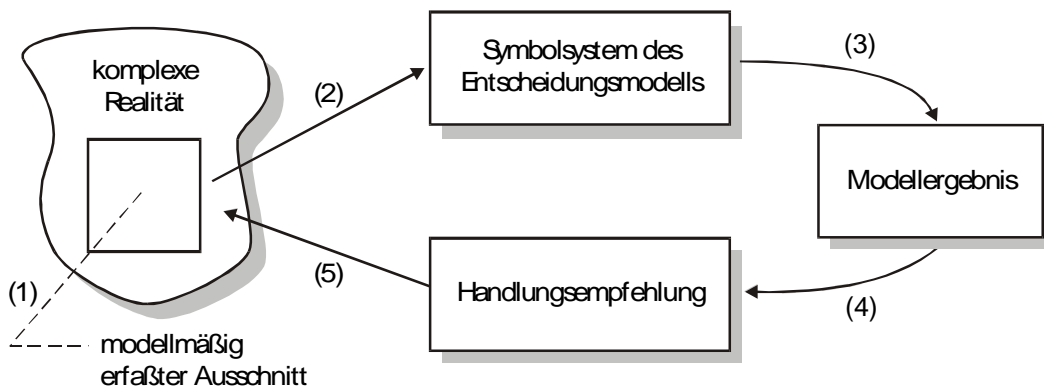 komplexe
Realität
(1)
modellmäßig
erfaßter Ausschnitt
(2)
Symbolsystem des
Entscheidungsmodells
(3)
Modellergebnis
(4)
Handlungsempfehlung
(5)